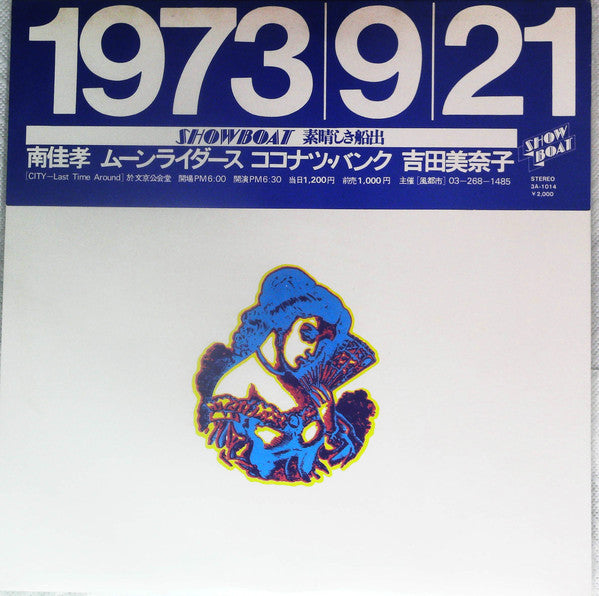 1973|9|21
SHOWBOAT 素晴しき船出
南佳孝 ムーンライダース ココナツ・バンク 吉田美奈子
[CITY—Last Time Around] 於文京公会堂 開場PM6:00 開演PM6:30 当日1,200円 前売1,000円 主催[風都市] 03-268-1485
SHOW
BOAT
STEREO
3A-1014
¥2,000